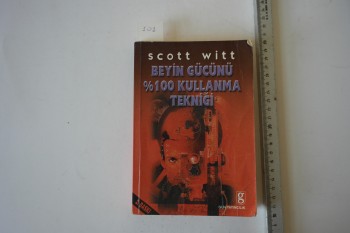 scott witt
BEYİN GÜCÜNÜ
%100 KULLANMA
TEKNİĞİ
g